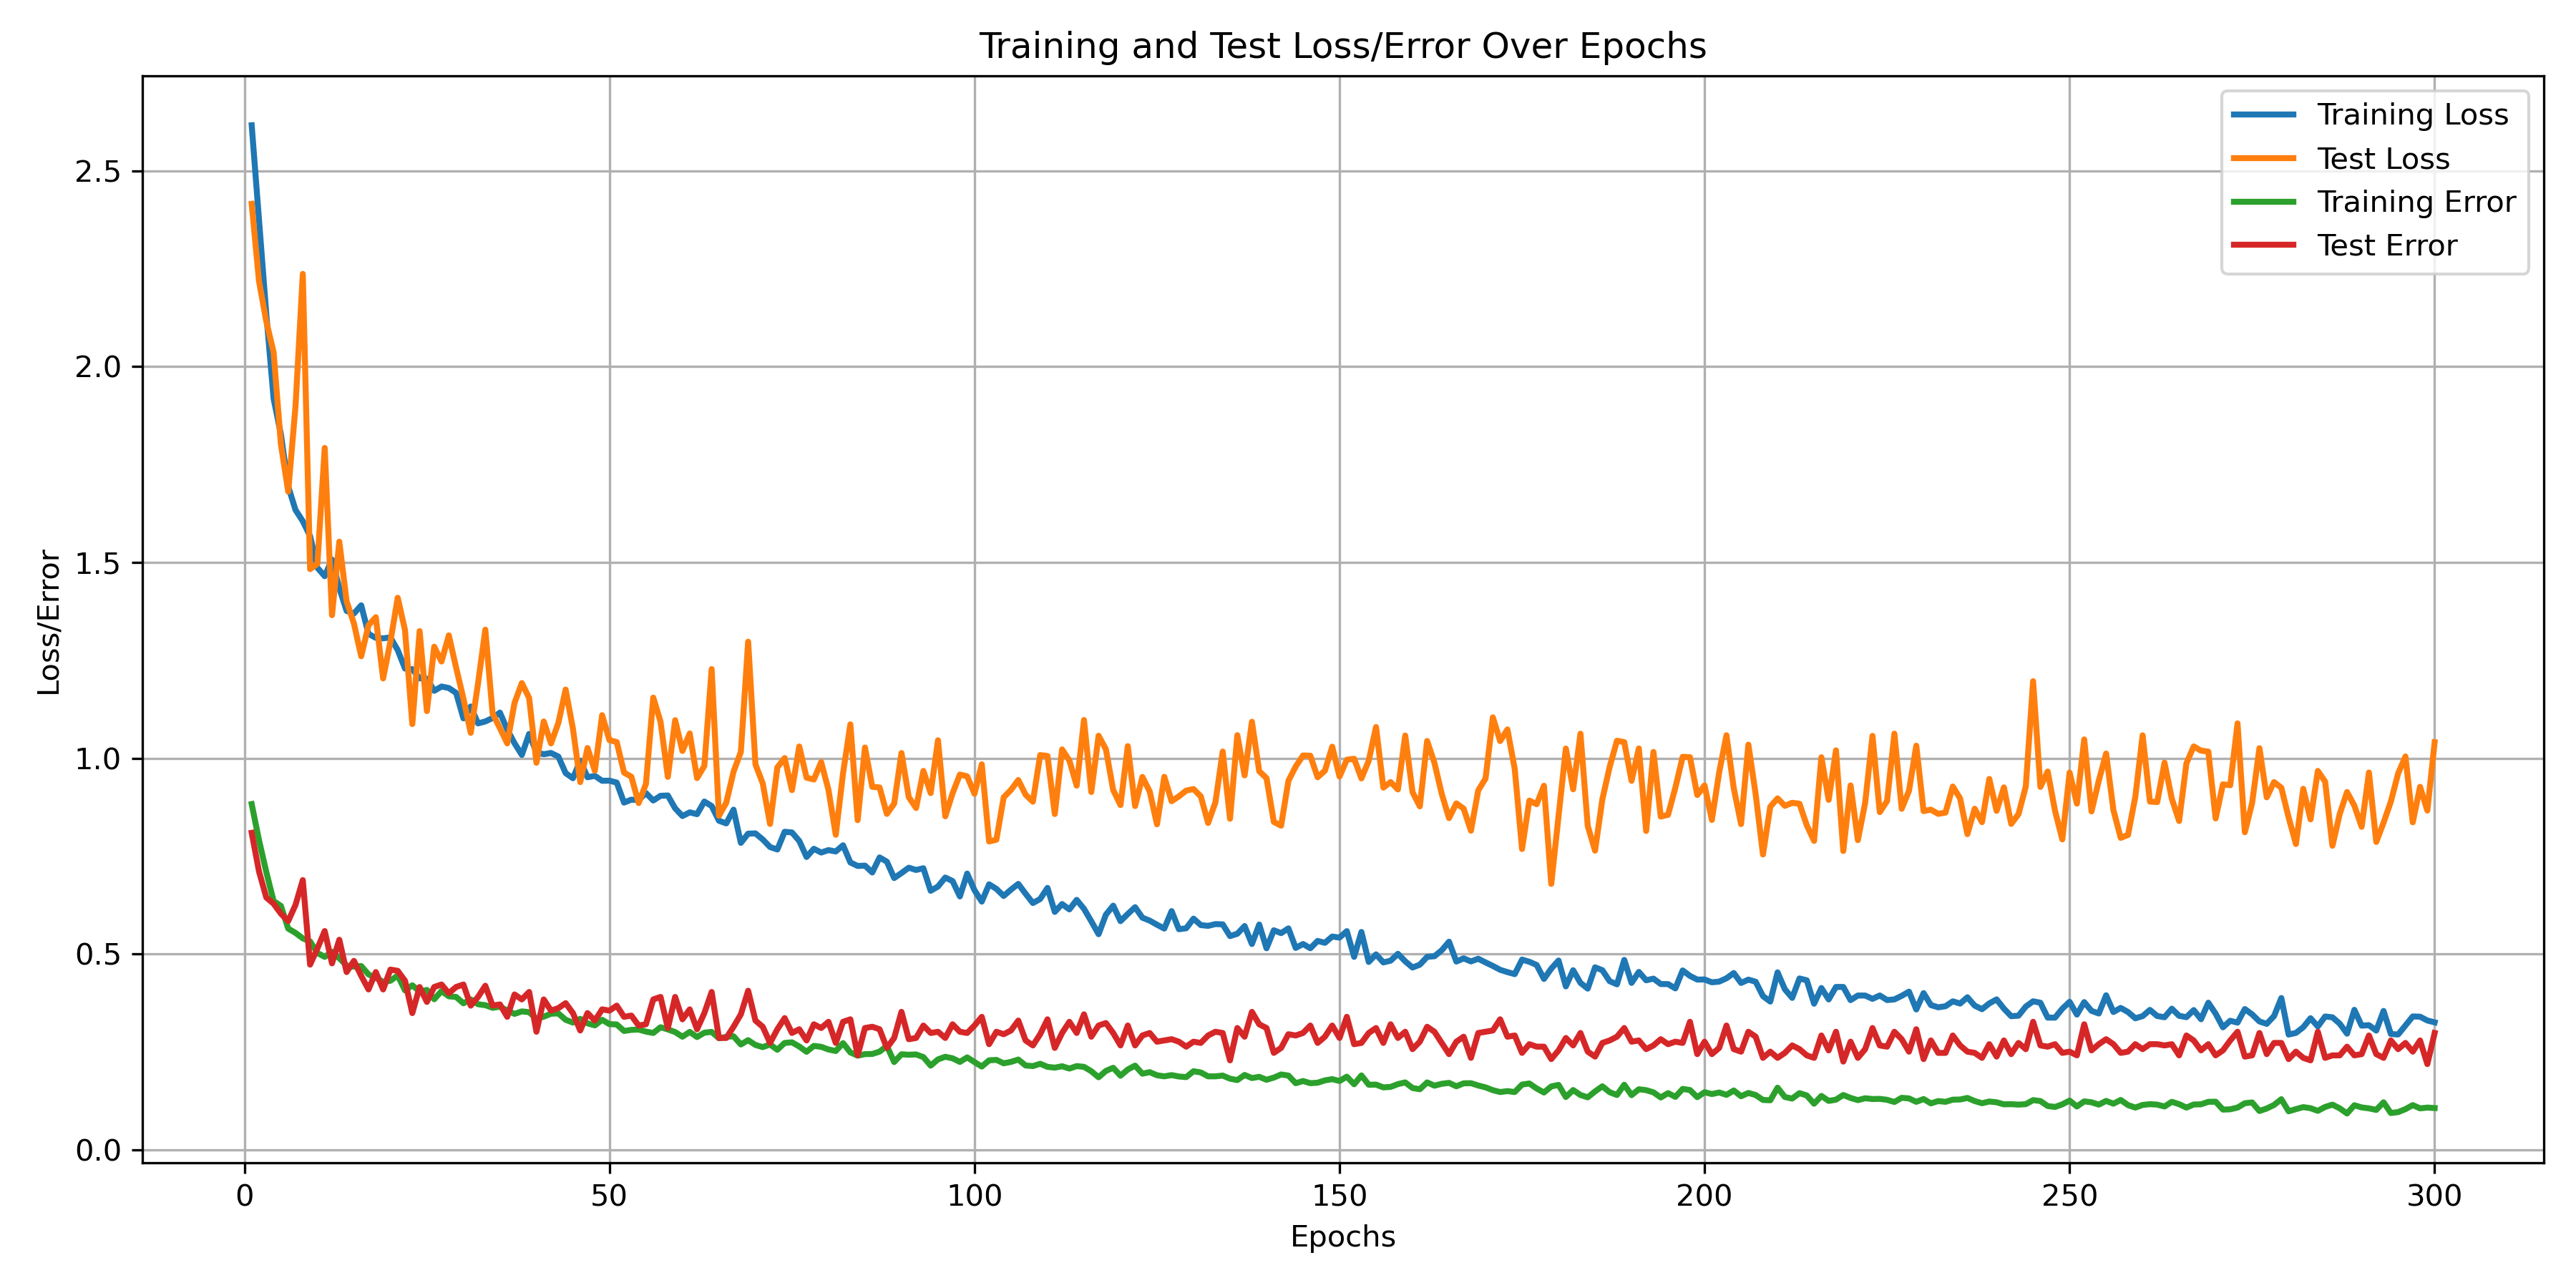 Training and Test Loss/Error Over Epochs
Training Loss
Test Loss
Training Error
Test Error
Loss/Error
2.5
2.0
1.5
1.0
0.5
0.0
0 50 100 150 200 250 300
Epochs